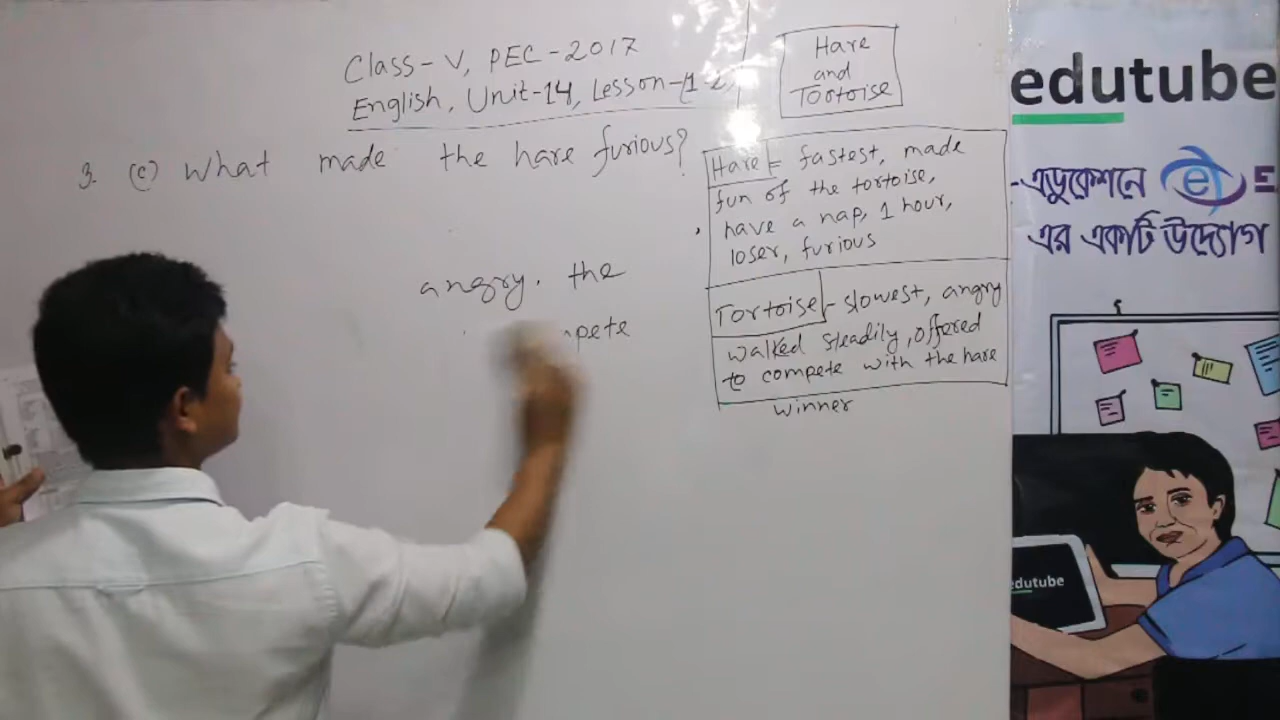 Class-V, PEC-2017
English, Unit-14, Lesson-(1-2)
Hare
and
Tortoise
3. (c) What made the hare furious?
angry. the
Hare = fastest, made
fun of the tortoise,
have a nap, 1 hour,
loser, furious
Tortoise - slowest, angry
walked steadily, offered
to compete with the hare
winner
edutube
-এডুকেশনে e E
এর একটি উদ্যোগ
edutube